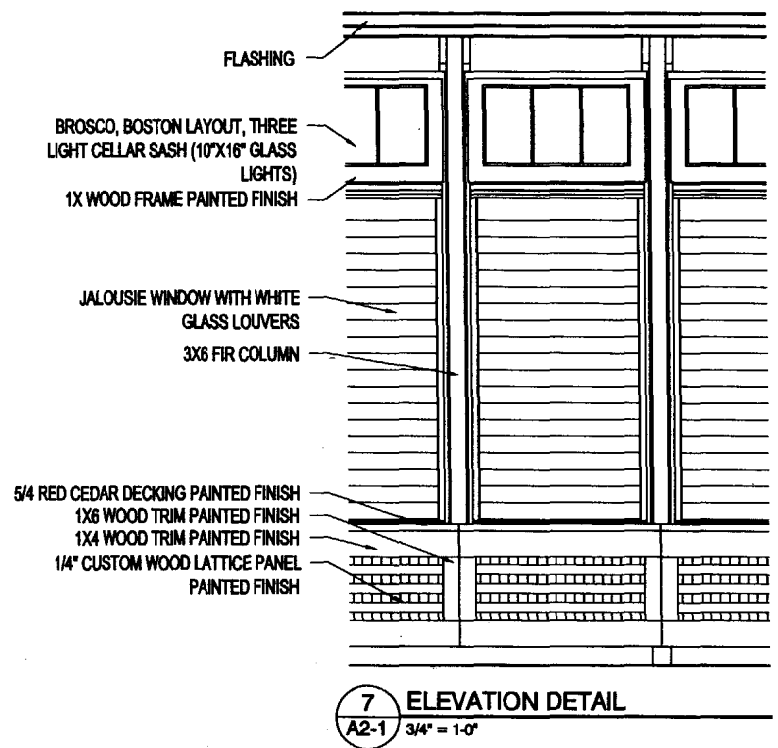 FLASHING
BROSCO, BOSTON LAYOUT, THREE
LIGHT CELLAR SASH (10"X16" GLASS
LIGHTS)
1X WOOD FRAME PAINTED FINISH
JALOUSIE WINDOW WITH WHITE
GLASS LOUVERS
3X6 FIR COLUMN
5/4 RED CEDAR DECKING PAINTED FINISH
1X6 WOOD TRIM PAINTED FINISH
1X4 WOOD TRIM PAINTED FINISH
1/4" CUSTOM WOOD LATTICE PANEL
PAINTED FINISH
7 ELEVATION DETAIL
A2-1 3/4" = 1-0"